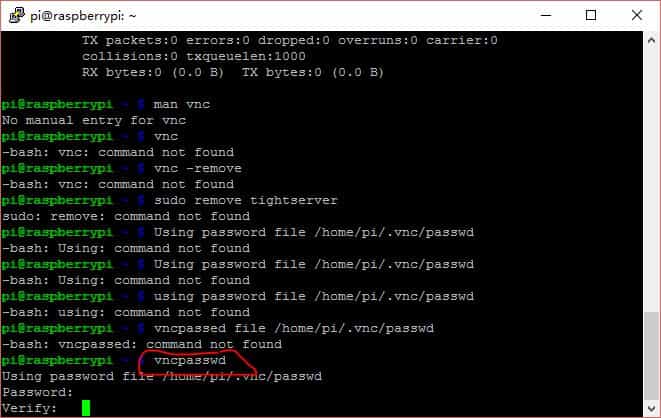 pi@raspberrypi: ~
TX packets:0 errors:0 dropped:0 overruns:0 carrier:0
collisions:0 txqueuelen:1000
RX bytes:0 (0.0 B)  TX bytes:0 (0.0 B)
pi@raspberrypi ~ $ man vnc
No manual entry for vnc
pi@raspberrypi ~ $ vnc
-bash: vnc: command not found
pi@raspberrypi ~ $ vnc -remove
-bash: vnc: command not found
pi@raspberrypi ~ $ sudo remove tightserver
sudo: remove: command not found
pi@raspberrypi ~ $ Using password file /home/pi/.vnc/passwd
-bash: Using: command not found
pi@raspberrypi ~ $ Using password file /home/pi/.vnc/passwd
-bash: Using: command not found
pi@raspberrypi ~ $ using password file /home/pi/.vnc/passwd
-bash: using: command not found
pi@raspberrypi ~ $ vncpassed file /home/pi/.vnc/passwd
-bash: vncpassed: command not found
pi@raspberrypi ~ $ vncpasswd
Using password file /home/pi/.vnc/passwd
Password:
Verify: